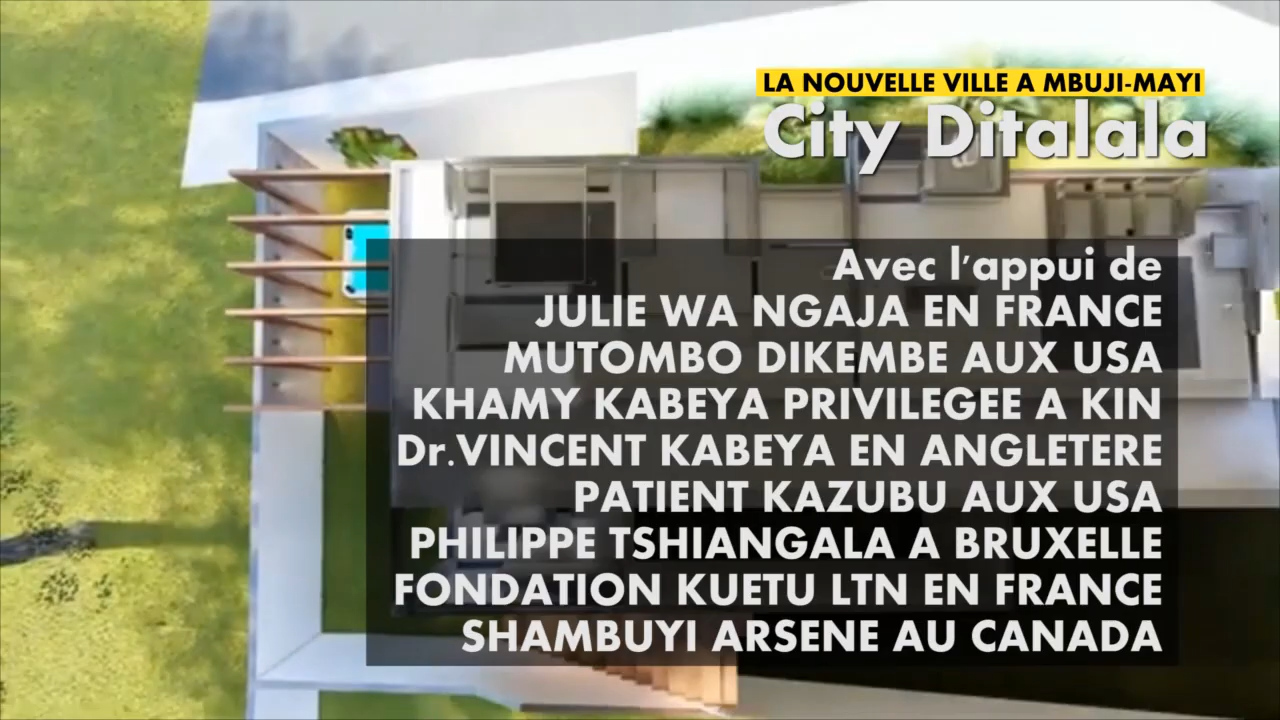 LA NOUVELLE VILLE A MBUJI-MAYI
City Ditalala
Avec l'appui de
JULIE WA NGAJA EN FRANCE
MUTOMBO DIKEMBE AUX USA
KHAMY KABEYA PRIVILEGEE A KIN
Dr.VINCENT KABEYA EN ANGLETERE
PATIENT KAZUBU AUX USA
PHILIPPE TSHIANGALA A BRUXELLE
FONDATION KUETU LTN EN FRANCE
SHAMBUYI ARSENE AU CANADA